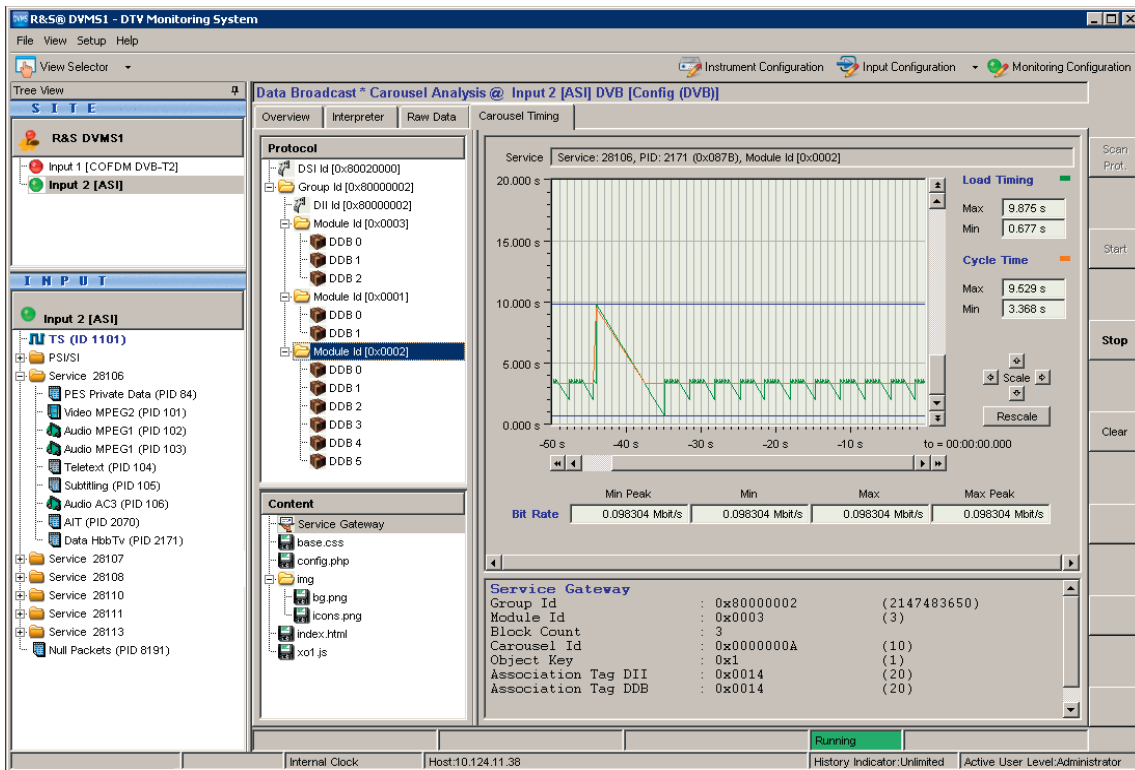 DVMS R&S® DVMS1 - DTV Monitoring System
File View Setup Help
View Selector
Instrument Configuration Input Configuration Monitoring Configuration
Tree View
SITE
R&S DVMS1
Input 1 [COFDM DVB-T2]
Input 2 [ASI]
INPUT
Input 2 [ASI]
TS (ID 1101)
PSI/SI
Service 28106
PES Private Data (PID 84)
Video MPEG2 (PID 101)
Audio MPEG1 (PID 102)
Audio MPEG1 (PID 103)
Teletext (PID 104)
Subtitling (PID 105)
Audio AC3 (PID 106)
AIT (PID 2070)
Data HbbTv (PID 2171)
Service 28107
Service 28108
Service 28110
Service 28111
Service 28113
Null Packets (PID 8191)
Data Broadcast * Carousel Analysis @ Input 2 [ASI] DVB [Config (DVB)]
Overview Interpreter Raw Data Carousel Timing
Protocol
DSI Id [0x80020000]
Group Id [0x80000002]
DII Id [0x80000002]
Module Id [0x0003]
DDB 0
DDB 1
DDB 2
Module Id [0x0001]
DDB 0
DDB 1
Module Id [0x0002]
DDB 0
DDB 1
DDB 2
DDB 3
DDB 4
DDB 5
Content
Service Gateway
base.css
config.php
img
bg.png
icons.png
index.html
xo1.js
Service Service: 28106, PID: 2171 (0x087B), Module Id [0x0002]
20.000 s
15.000 s
10.000 s
5.000 s
0.000 s
-60 s -40 s -30 s -20 s -10 s to = 00:00:00.000
Load Timing
Max 9.875 s
Min 0.677 s
Cycle Time
Max 9.529 s
Min 3.368 s
Scale
Rescale
Min Peak Min Max Max Peak
Bit Rate 0.098304 Mbit/s 0.098304 Mbit/s 0.098304 Mbit/s 0.098304 Mbit/s
Service Gateway
Group Id : 0x80000002 (2147483650)
Module Id : 0x0003 (3)
Block Count : 3
Carousel Id : 0x0000000A (10)
Object Key : 0x1 (1)
Association Tag DII : 0x0014 (20)
Association Tag DDB : 0x0014 (20)
Scan Prot.
Start
Stop
Clear
Running
Internal Clock Host:10.124.11.38 History Indicator:Unlimited Active User Level:Administrator